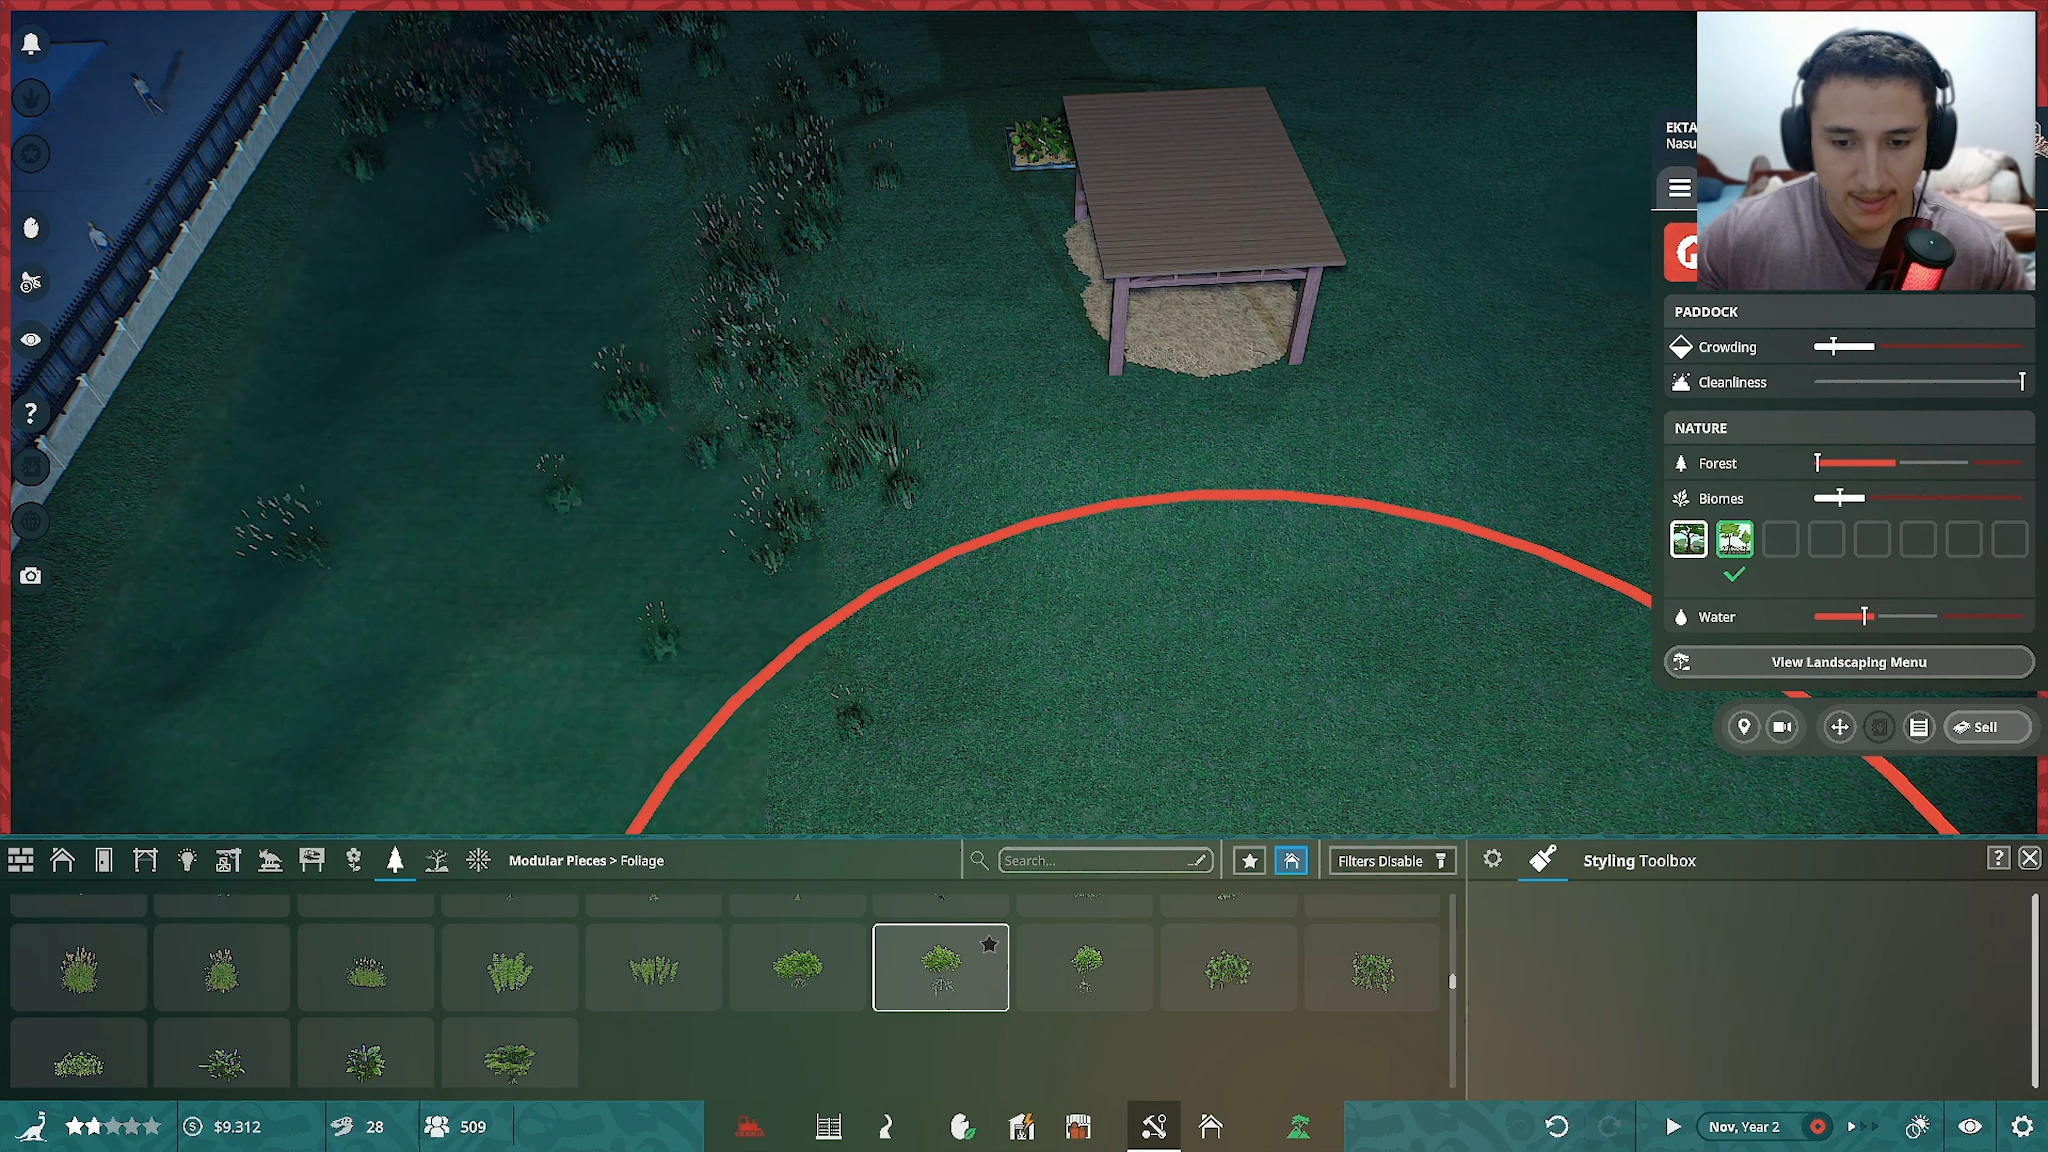 EKTA
Nasu
PADDOCK
Crowding
Cleanliness
NATURE
Forest
Biomes
Water
View Landscaping Menu
Sell
?
Modular Pieces > Foliage
Search...
Filters Disable
Styling Toolbox
?
$9.312
28
509
Nov, Year 2